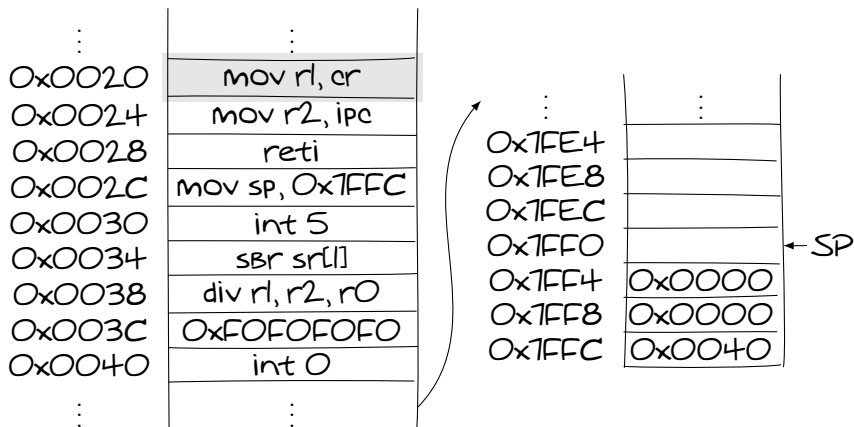 0x0020 mov r1, cr
0x0024 mov r2, ipc
0x0028 reti
0x002C mov sp, 0x7FFC
0x0030 int 5
0x0034 sbr sr[1]
0x0038 div r1, r2, r0
0x003C 0xF0F0F0F0
0x0040 int 0
0x7FE4
0x7FE8
0x7FEC
0x7FF0 SP
0x7FF4 0x0000
0x7FF8 0x0000
0x7FFC 0x0040